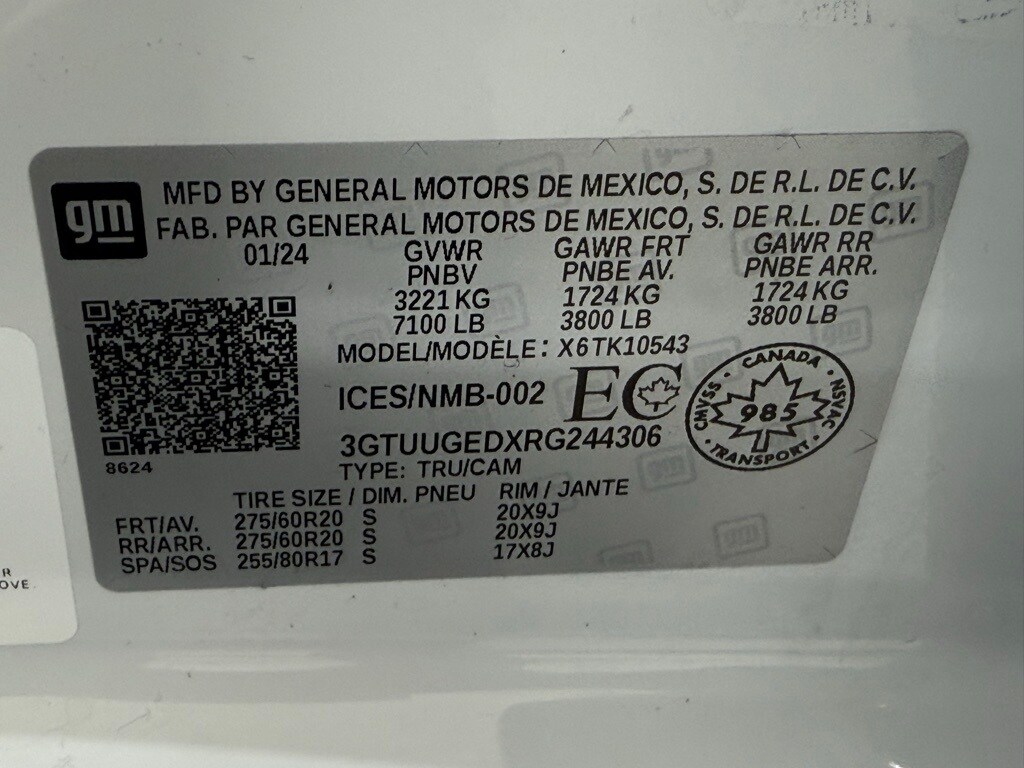 gm
MFD BY GENERAL MOTORS DE MEXICO, S. DE R.L. DE C.V.
FAB. PAR GENERAL MOTORS DE MEXICO, S. DE R.L. DE C.V.
01/24 GVWR GAWR FRT GAWR RR
PNBV PNBE AV. PNBE ARR.
3221 KG 1724 KG 1724 KG
7100 LB 3800 LB 3800 LB
MODEL/MODÈLE: X6TK10543
ICES/NMB-002 EC
CANADA
CMVSS 985 NSVAC
TRANSPORT
3GTUUGEDXRG244306
8624
TYPE: TRU/CAM
TIRE SIZE / DIM. PNEU RIM / JANTE
FRT/AV. 275/60R20 S 20X9J
RR/ARR. 275/60R20 S 20X9J
SPA/SOS 255/80R17 S 17X8J
R
OVE